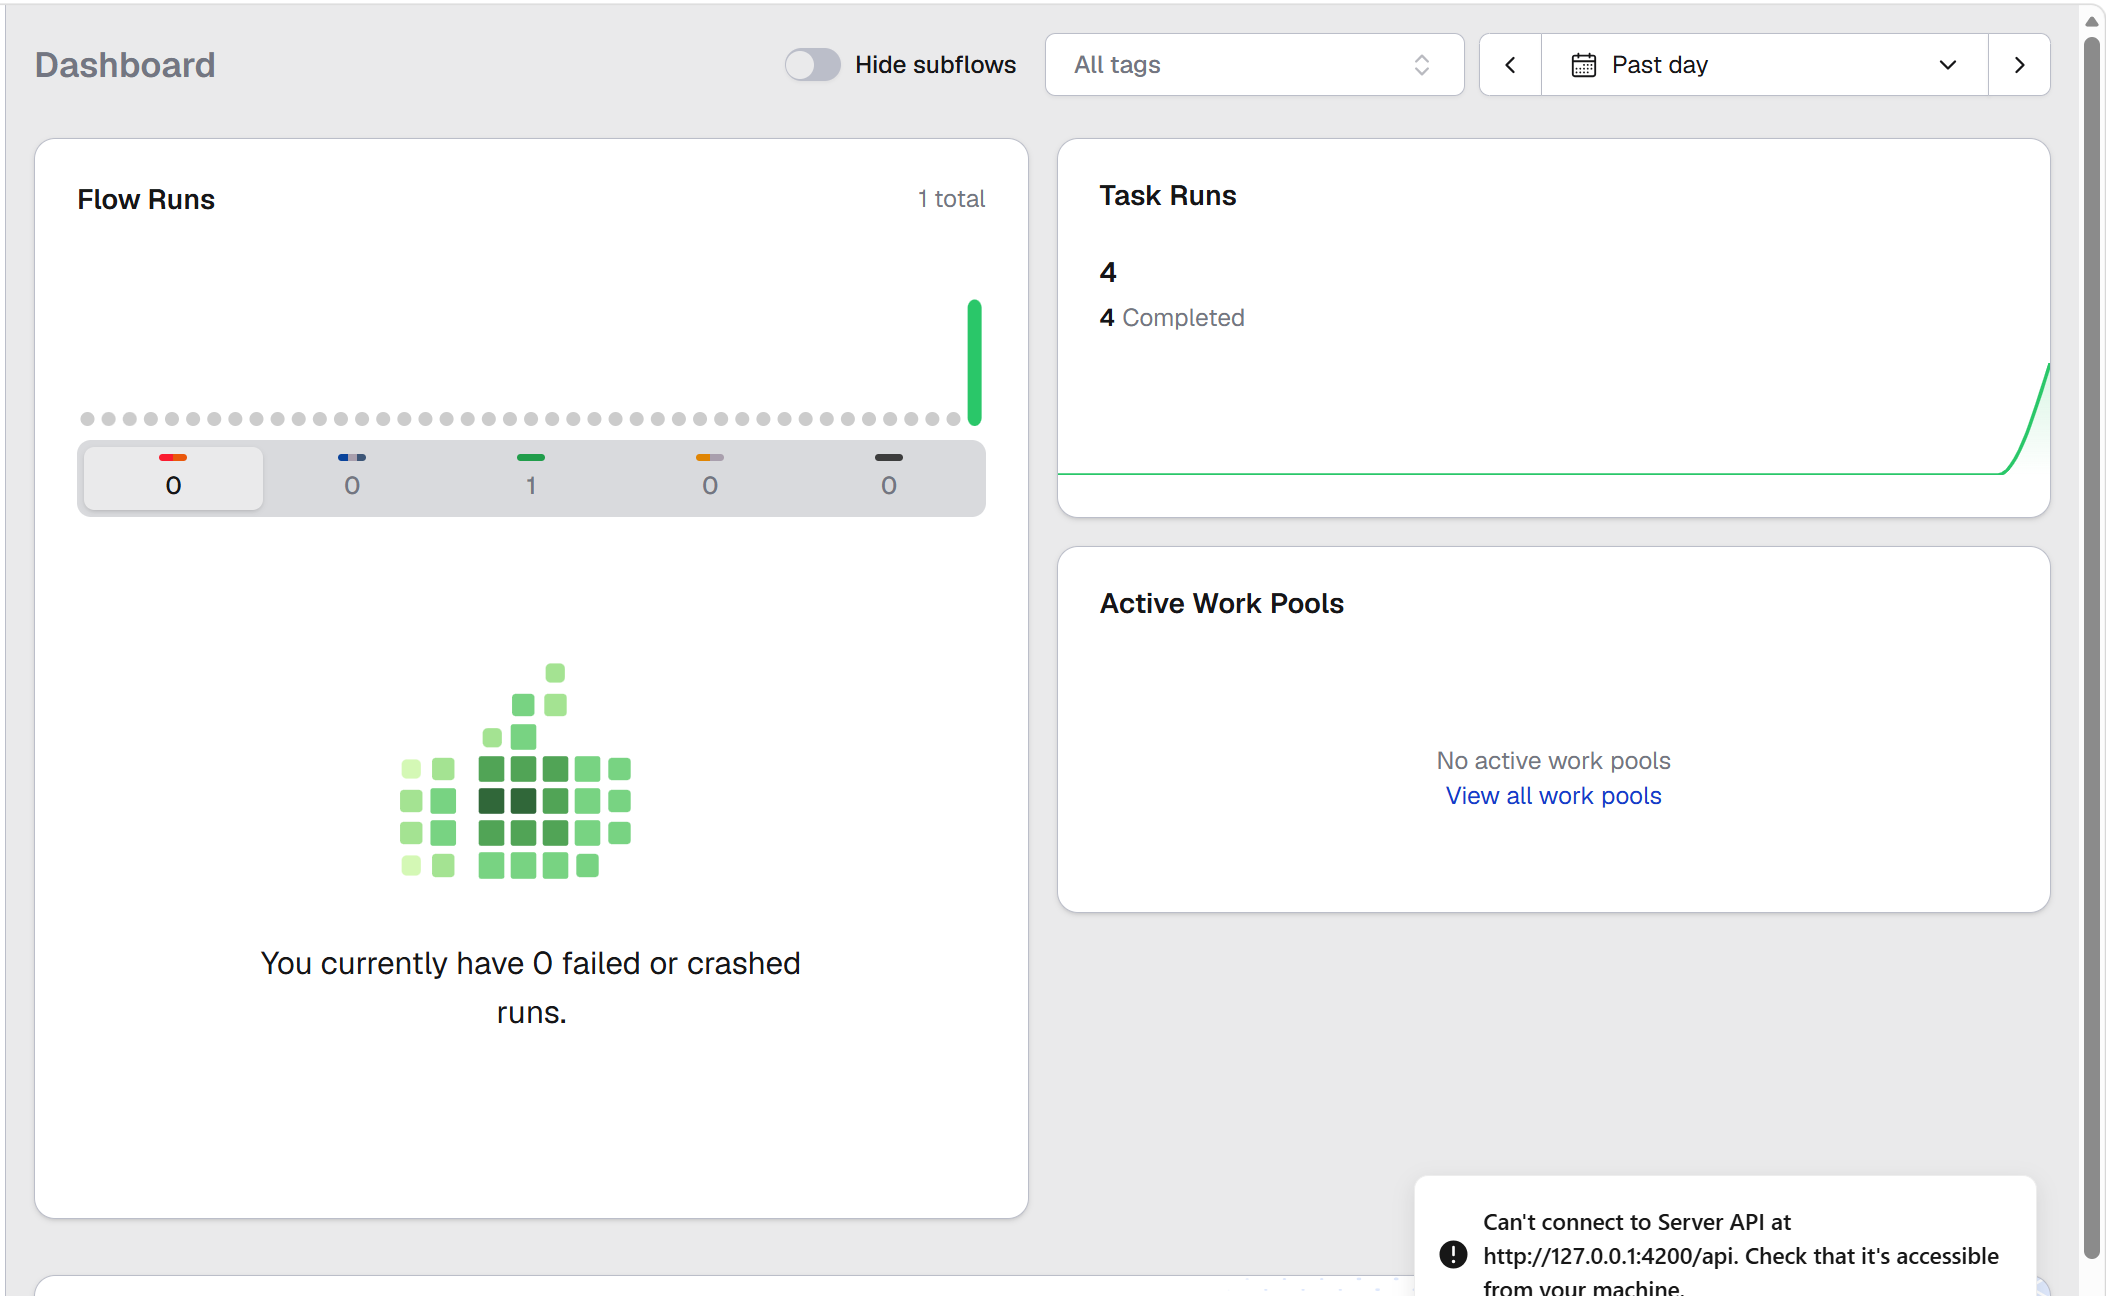 Dashboard
Hide subflows
All tags
Past day
Flow Runs
1 total
0
0
1
0
0
You currently have 0 failed or crashed
runs.
Task Runs
4
4 Completed
Active Work Pools
No active work pools
View all work pools
Can't connect to Server API at
http://127.0.0.1:4200/api. Check that it's accessible
from your machine.